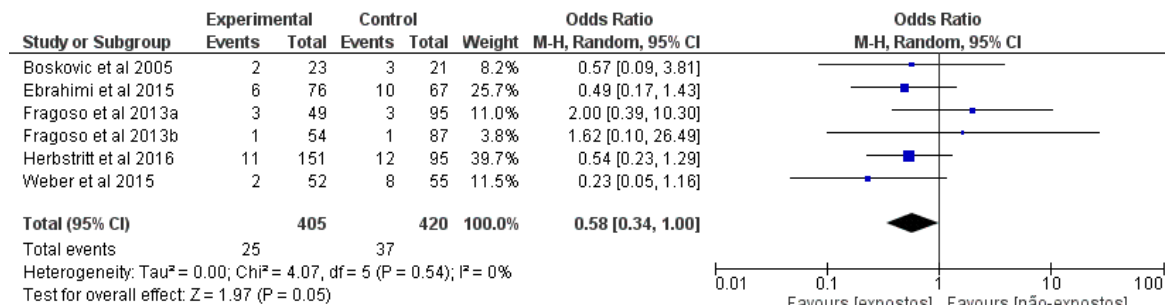 Experimental Control Odds Ratio Odds Ratio
Study or Subgroup Events Total Events Total Weight M-H, Random, 95% CI M-H, Random, 95% CI
Boskovic et al 2005 2 23 3 21 8.2% 0.57 [0.09, 3.81]
Ebrahimi et al 2015 6 76 10 67 25.7% 0.49 [0.17, 1.43]
Fragoso et al 2013a 3 49 3 95 11.0% 2.00 [0.39, 10.30]
Fragoso et al 2013b 1 54 1 87 3.8% 1.62 [0.10, 26.49]
Herbstritt et al 2016 11 151 12 95 39.7% 0.54 [0.23, 1.29]
Weber et al 2015 2 52 8 55 11.5% 0.23 [0.05, 1.16]
Total (95% CI) 405 420 100.0% 0.58 [0.34, 1.00]
Total events 25 37
Heterogeneity: Tau² = 0.00; Chi² = 4.07, df = 5 (P = 0.54); I² = 0%
Test for overall effect: Z = 1.97 (P = 0.05)
0.01 0.1 1 10 100
Favours [expostos] Favours [não-expostos]